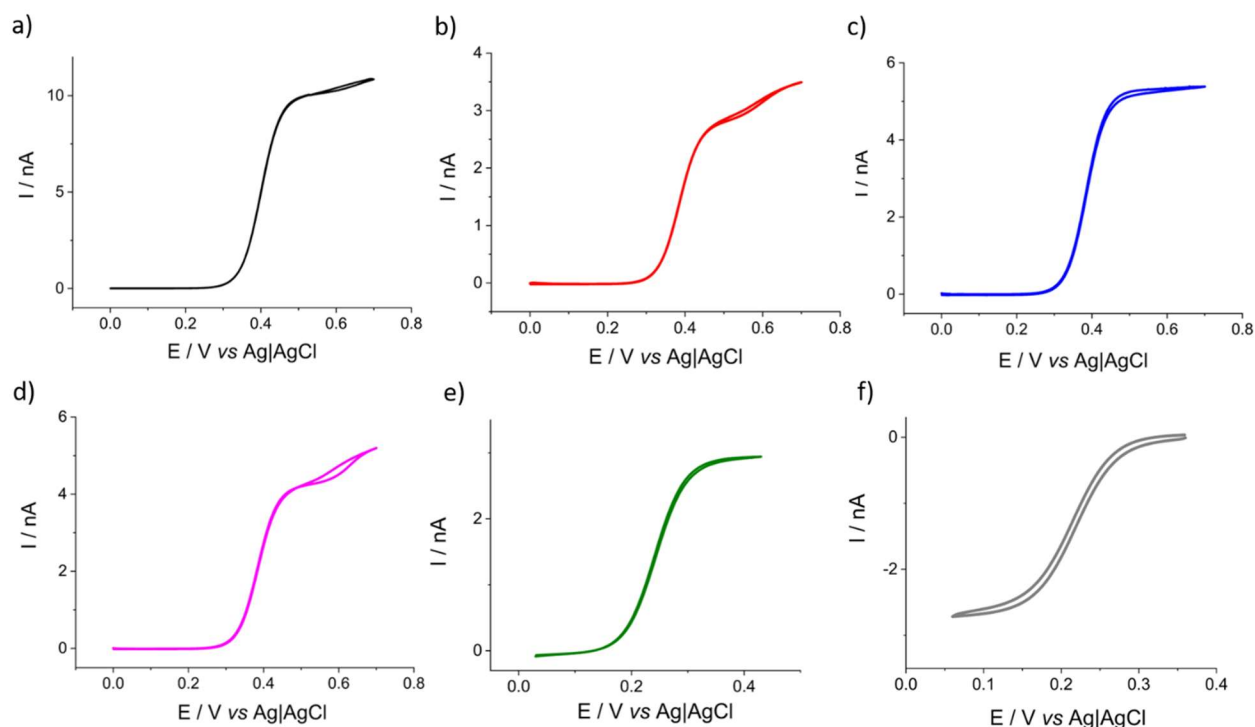 a)
10
5
0
I / nA
0.0 0.2 0.4 0.6 0.8
E / V vs Ag|AgCl
b)
4
3
2
1
0
I / nA
0.0 0.2 0.4 0.6 0.8
E / V vs Ag|AgCl
c)
6
4
2
0
I / nA
0.0 0.2 0.4 0.6 0.8
E / V vs Ag|AgCl
d)
6
4
2
0
I / nA
0.0 0.2 0.4 0.6 0.8
E / V vs Ag|AgCl
e)
2
0
I / nA
0.0 0.2 0.4
E / V vs Ag|AgCl
f)
0
-2
I / nA
0.0 0.1 0.2 0.3 0.4
E / V vs Ag|AgCl